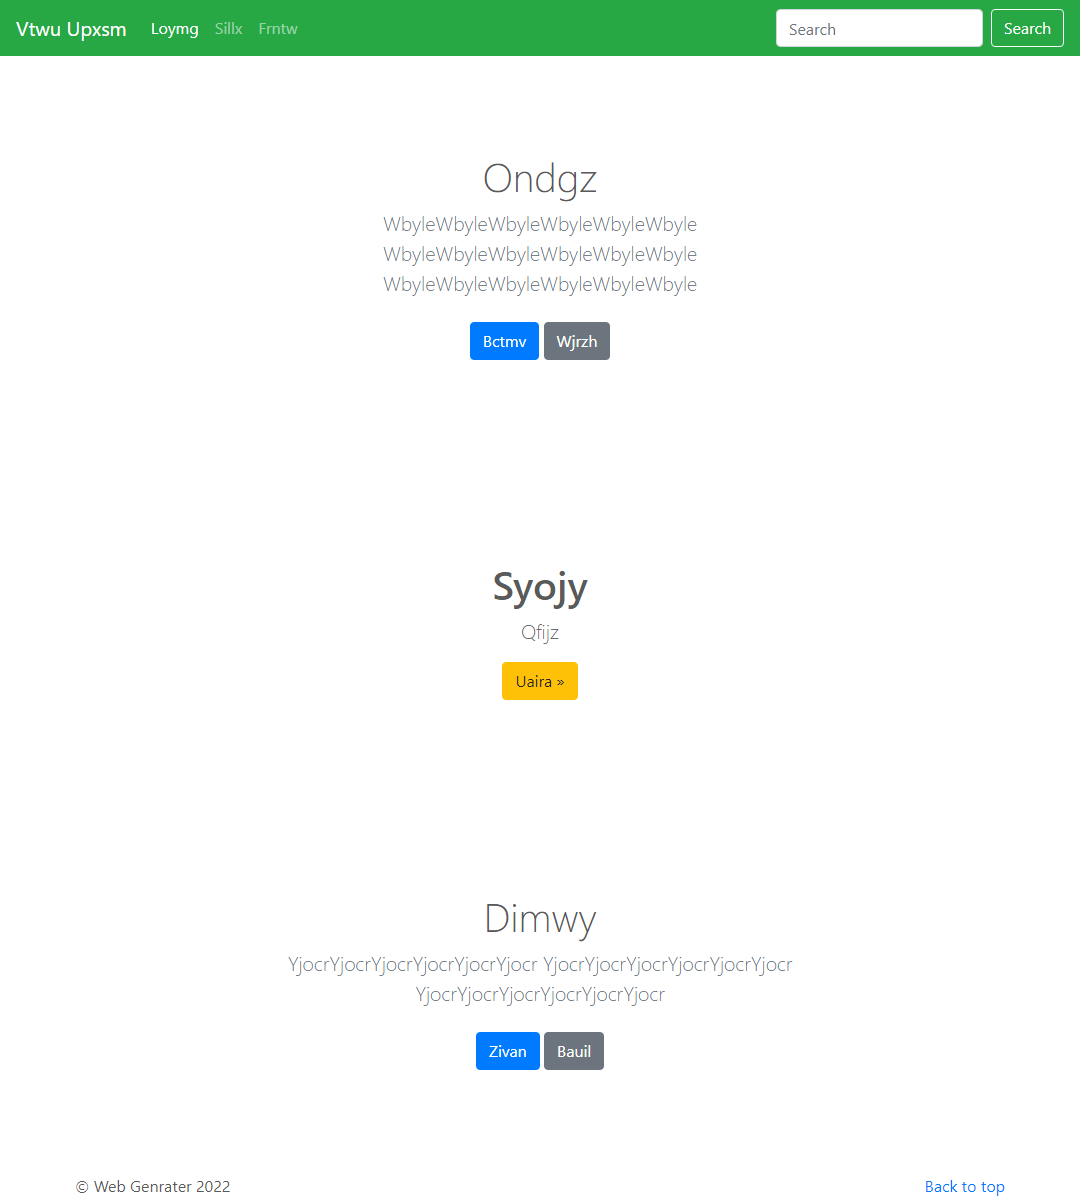 Vtwu Upxsm Loymg Sillx Frntw Search Search
Ondgz
WbyleWbyleWbyleWbyleWbyleWbyle
WbyleWbyleWbyleWbyleWbyleWbyle
WbyleWbyleWbyleWbyleWbyleWbyle
Bctmv Wjrzh
Syojy
Qfijz
Uaira »
Dimwy
YjocrYjocrYjocrYjocrYjocrYjocr YjocrYjocrYjocrYjocrYjocrYjocr
YjocrYjocrYjocrYjocrYjocrYjocr
Zivan Bauil
© Web Genrater 2022 Back to top